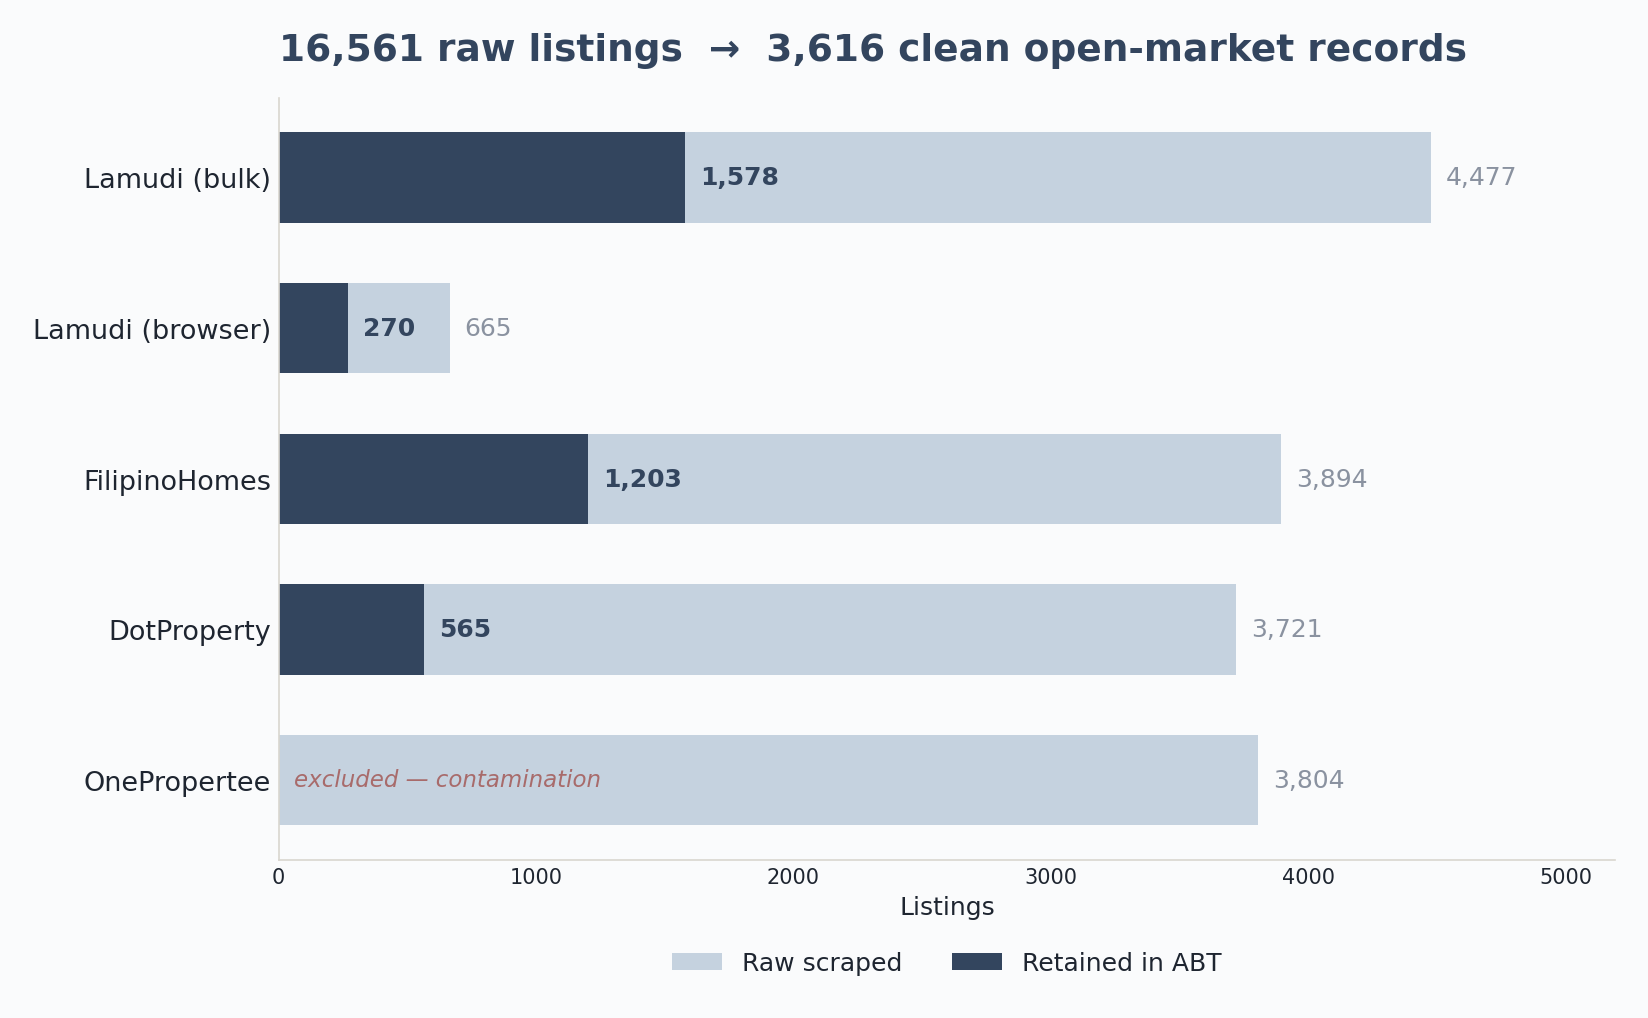 16,561 raw listings → 3,616 clean open-market records
Lamudi (bulk) 1,578 4,477
Lamudi (browser) 270 665
FilipinoHomes 1,203 3,894
DotProperty 565 3,721
OnePropertee excluded — contamination 3,804
0 1000 2000 3000 4000 5000
Listings
Raw scraped Retained in ABT